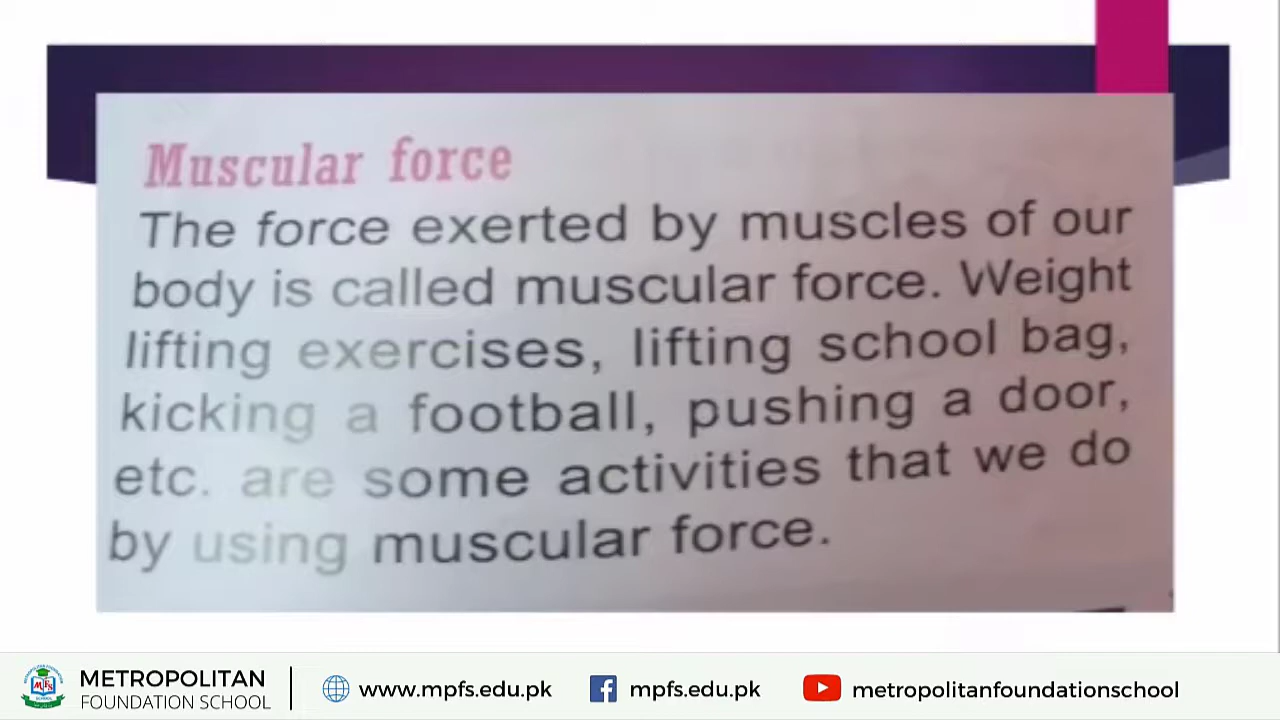 Muscular force
The force exerted by muscles of our
body is called muscular force. Weight
lifting exercises, lifting school bag,
kicking a football, pushing a door,
etc. are some activities that we do
by using muscular force.
METROPOLITAN
FOUNDATION SCHOOL
www.mpfs.edu.pk
mpfs.edu.pk
metropolitanfoundationschool